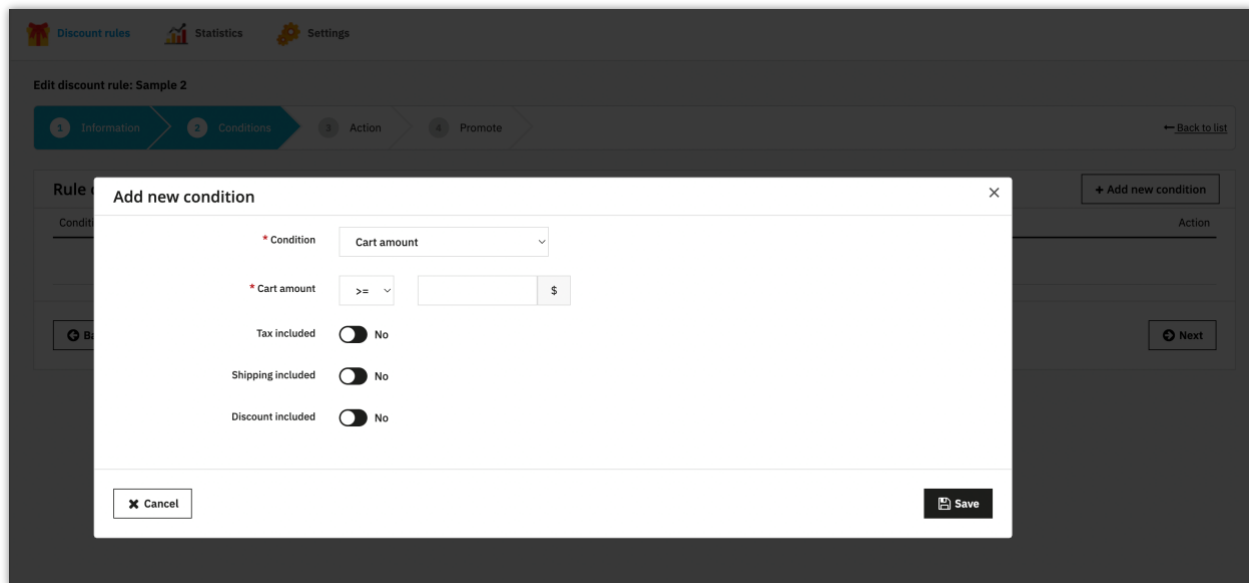 Discount rules Statistics Settings
Edit discount rule: Sample 2
1 Information 2 Conditions 3 Action 4 Promote ← Back to list
Rule
+ Add new condition
Action
Add new condition ×
* Condition Cart amount
* Cart amount >= $
Tax included No
Shipping included No
Discount included No
Next
Cancel Save